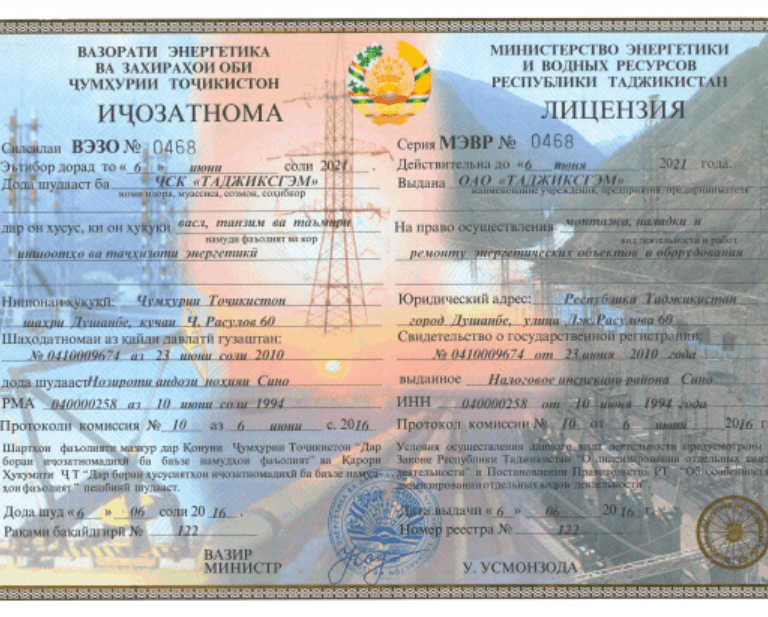 ВАЗОРАТИ ЭНЕРГЕТИКА
ВА ЗАХИРАҲОИ ОБИ
ҶУМҲУРИИ ТОҶИКИСТОН
ИҶОЗАТНОМА
Силсилаи ВЭЗО № 0468
Эътибор дорад то « 6 » июни соли 2021 .
Дода шудааст ба ҶСК «ТАДЖИКСГЭМ»
номи идора, муассиса, созмон, соҳибкор
дар он хусус, ки он ҳуқуқи васл, танзим ва таъмири
намуди фаъолият ва кор
иншоотҳо ва таҷҳизоти энергетикӣ
Нишонаи ҳуқуқӣ: Ҷумҳурии Тоҷикистон
шаҳри Душанбе, кучаи Ҷ. Расулов 60
Шаҳодатномаи аз қайди давлатӣ гузаштан:
№ 0410009674 аз 23 июни соли 2010
дода шудааст Нозироти андози ноҳияи Сино
РМА 040000258 аз 10 июни соли 1994
Протоколи комиссия № 10 аз 6 июни с. 2016
Шартҳои фаъолияти мазкур дар Қонуни Ҷумҳурии Тоҷикистон "Дар
бораи иҷозатномадиҳӣ ба баъзе намудҳои фаъолият" ва Қарори
Ҳукумати ҶТ "Дар бораи хусусиятҳои иҷозатномадиҳӣ ба баъзе
ҳои фаъолият" пешбинӣ шудааст.
Дода шуд « 6 » 06 соли 2016 .
Рақами бақайдгирӣ № 122
ВАЗИР
МИНИСТР
МИНИСТЕРСТВО ЭНЕРГЕТИКИ
И ВОДНЫХ РЕСУРСОВ
РЕСПУБЛИКИ ТАДЖИКИСТАН
ЛИЦЕНЗИЯ
Серия МЭВР № 0468
Действительна до « 6 июня 2021 года.
Выдана ОАО «ТАДЖИКСГЭМ»
наименование учреждения, предприятия, предпринимателя
На право осуществления монтажа, наладки и
вид деятельности и работ
ремонту энергетических объектов и оборудования
Юридический адрес: Республика Таджикистан
город Душанбе, улица Дж.Расулова 60
Свидетельство о государственной регистрации:
№ 0410009674 от 23 июня 2010 года
выданное Налоговое инспекции района Сино
ИНН 040000258 от 10 июня 1994 года
Протокол комиссии № 10 от 6 июня 2016 г
Условия осуществления данного вида деятельности предусмотрены
Законе Республики Таджикистан "О лицензировании отдельных видов
деятельности" и Постановлении Правительства РТ "Об особенностях
лицензирования отдельных видов деятельности"
Дата выдачи « 6 » 06 2016 г.
Номер реестра № 122
У. УСМОНЗОДА